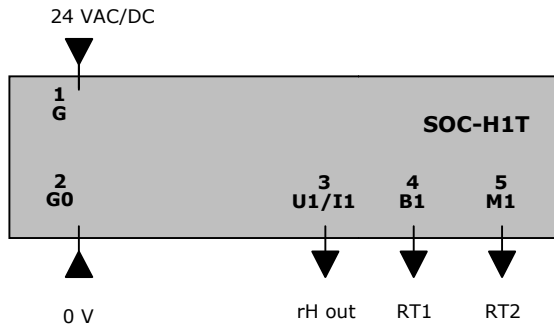 24 VAC/DC
1
G
SOC-H1T
2
G0
3
U1/I1
4
B1
5
M1
0 V
rH out
RT1
RT2